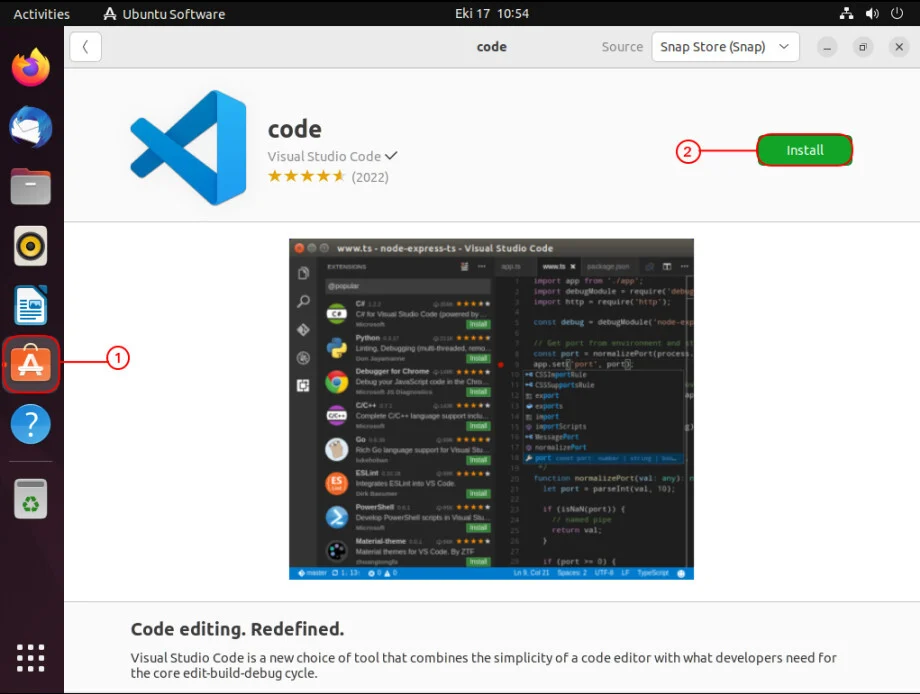 Activities
Ubuntu Software
Eki 17 10:54
code
Source
Snap Store (Snap)
code
Visual Studio Code
(2022)
2
Install
1
www.ts - node-express-ts - Visual Studio Code
EXTENSIONS
@popular
C#
C# for Visual Studio Code (powered by ...
Microsoft
Install
Python
Linting, Debugging (multi-threaded, remo...
Don Jayamanne
Install
Debugger for Chrome
Debug your JavaScript code in the Chro...
Microsoft JS Diagnostics
Install
C/C++
Complete C/C++ language support inclu...
Microsoft
Install
Go
Rich Go language support for Visual Stu...
lukehoban
Install
ESLint
Integrates ESLint into VS Code.
Dirk Baeumer
Install
PowerShell
Develop PowerShell scripts in Visual Stu...
Microsoft
Install
Material-theme
Material themes for VS Code. By ZTF
Install
app.ts
www.ts
package.json
import app from './app';
import debugModule = require('debug
import http = require('http');
const debug = debugModule('node-exp
// Get port from environment and st
const port = normalizePort(process.
app.set('port', port);
CSSImportRule
CSSSupportsRule
export
exports
import
importScripts
MessagePort
normalizePort
port
*/
function normalizePort(val: any): n
let port = parseInt(val, 10);
if (isNaN(port)) {
// named pipe
return val;
}
if (port >= 0) {
master
Ln 9, Col 21
Spaces: 2
UTF-8
LF
TypeScript
Code editing. Redefined.
Visual Studio Code is a new choice of tool that combines the simplicity of a code editor with what developers need for
the core edit-build-debug cycle.